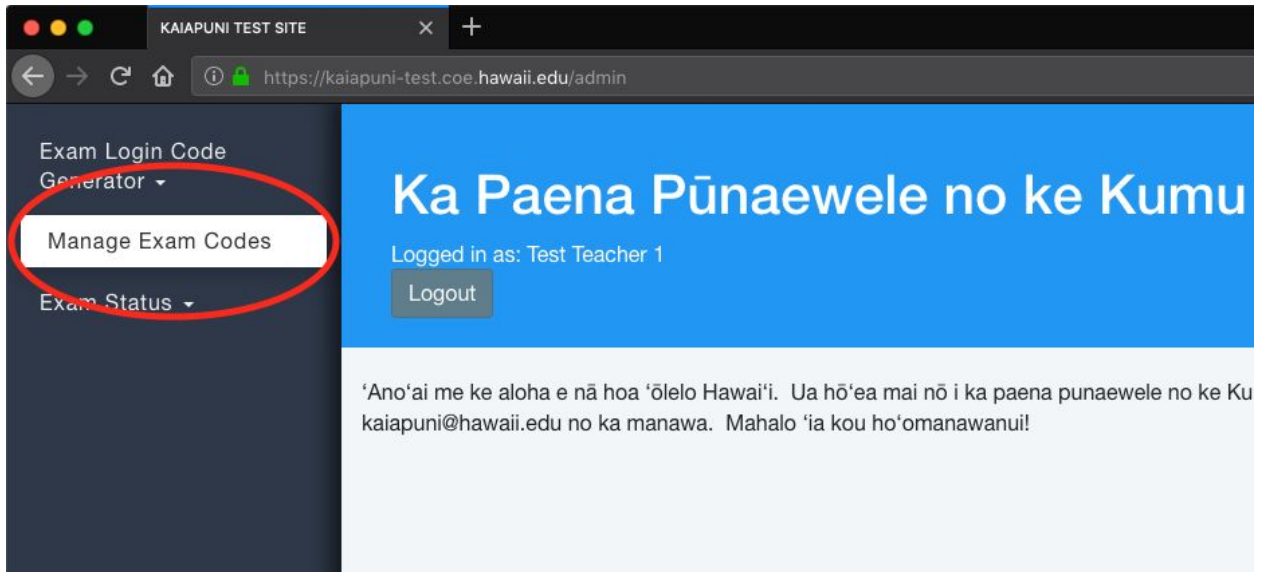 KAIAPUNI TEST SITE
https://kaiapuni-test.coe.hawaii.edu/admin
Exam Login Code
Generator
Manage Exam Codes
Exam Status
Ka Paena Pūnaewele no ke Kumu
Logged in as: Test Teacher 1
Logout
ʻAnoʻai me ke aloha e nā hoa ʻōlelo Hawaiʻi. Ua hōʻea mai nō i ka paena punaewele no ke Ku
kaiapuni@hawaii.edu no ka manawa. Mahalo ʻia kou hoʻomanawanui!